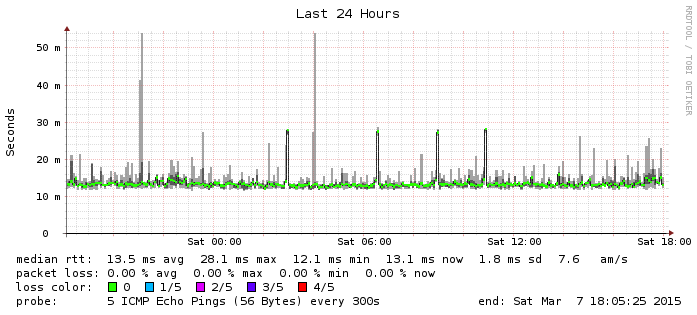 Last 24 Hours
RRDTOOL / TOBI OETIKER
Seconds
50 m
40 m
30 m
20 m
10 m
0
Sat 00:00 Sat 06:00 Sat 12:00 Sat 18:00
median rtt: 13.5 ms avg 28.1 ms max 12.1 ms min 13.1 ms now 1.8 ms sd 7.6 am/s
packet loss: 0.00 % avg 0.00 % max 0.00 % min 0.00 % now
loss color: 0 1/5 2/5 3/5 4/5
probe: 5 ICMP Echo Pings (56 Bytes) every 300s end: Sat Mar 7 18:05:25 2015